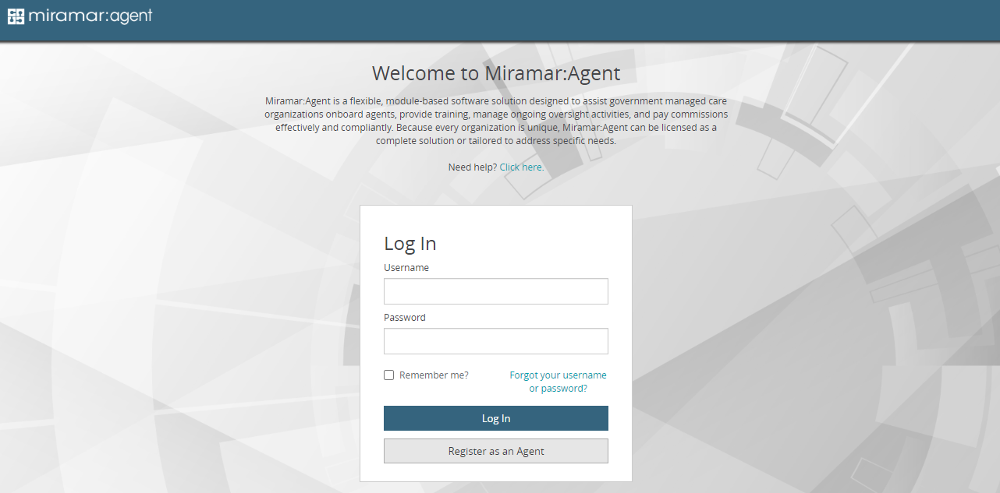 miramar:agent
Welcome to Miramar:Agent
Miramar:Agent is a flexible, module-based software solution designed to assist government managed care
organizations onboard agents, provide training, manage ongoing oversight activities, and pay commissions
effectively and compliantly. Because every organization is unique, Miramar:Agent can be licensed as a
complete solution or tailored to address specific needs.
Need help? Click here.
Log In
Username
Password
Remember me?
Forgot your username
or password?
Log In
Register as an Agent